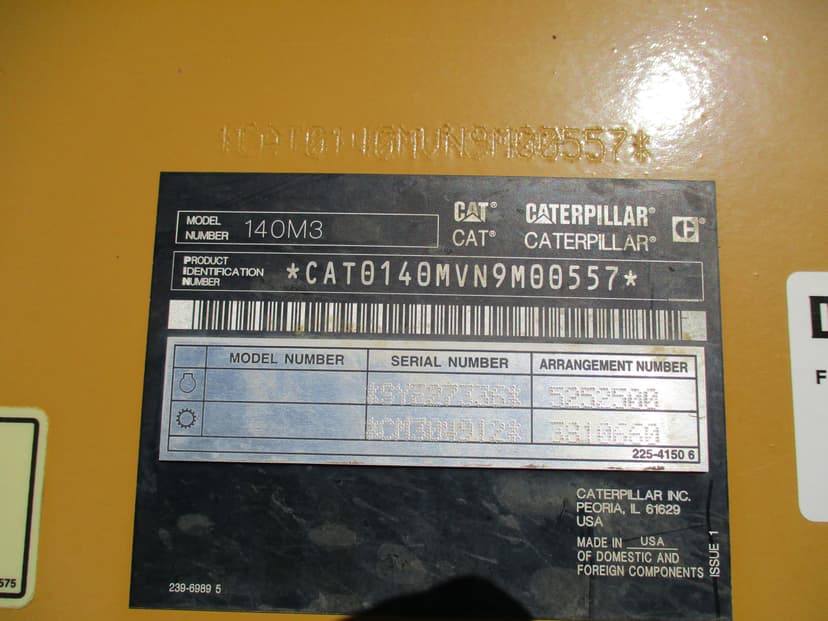 *CAT0140MVN9M00557*
MODEL NUMBER 140M3
CAT® CATERPILLAR®
CAT® CATERPILLAR®
PRODUCT IDENTIFICATION NUMBER *CAT0140MVN9M00557*
MODEL NUMBER SERIAL NUMBER ARRANGEMENT NUMBER
5252500
225-4150 6
CATERPILLAR INC.
PEORIA, IL 61629
USA
MADE IN USA
OF DOMESTIC AND
FOREIGN COMPONENTS
ISSUE 1
239-6989 5
575